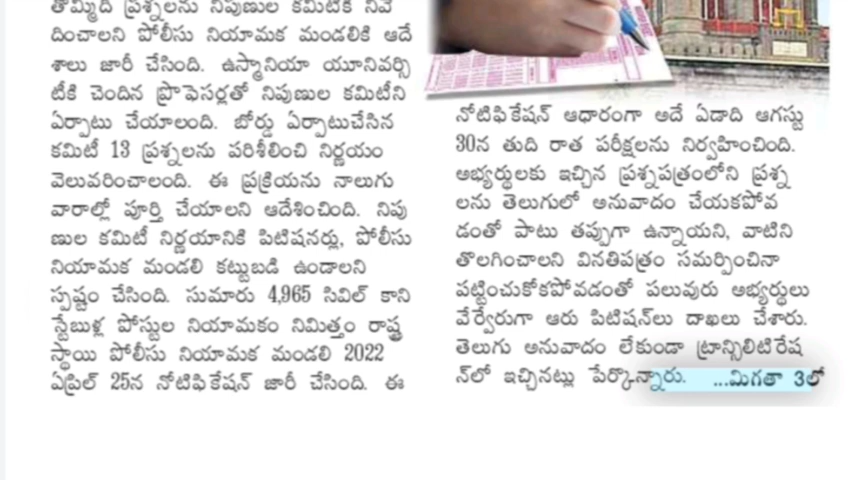 తొమ్మిది ప్రశ్నలను నిపుణుల కమిటీకి నివే
దించాలని పోలీసు నియామక మండలికి ఆదే
శాలు జారీ చేసింది. ఉస్మానియా యూనివర్సి
టీకి చెందిన ప్రొఫెసర్లతో నిపుణుల కమిటీని
ఏర్పాటు చేయాలంది. బోర్డు ఏర్పాటుచేసిన
కమిటీ 13 ప్రశ్నలను పరిశీలించి నిర్ణయం
వెలువరించాలంది. ఈ ప్రక్రియను నాలుగు
వారాల్లో పూర్తి చేయాలని ఆదేశించింది. నిపు
ణుల కమిటీ నిర్ణయానికి పిటిషనర్లు, పోలీసు
నియామక మండలి కట్టుబడి ఉండాలని
స్పష్టం చేసింది. సుమారు 4,965 సివిల్ కాని
స్టేబుళ్ల పోస్టుల నియామకం నిమిత్తం రాష్ట్ర
స్థాయి పోలీసు నియామక మండలి 2022
ఏప్రిల్ 25న నోటిఫికేషన్ జారీ చేసింది. ఈ
నోటిఫికేషన్ ఆధారంగా అదే ఏడాది ఆగస్టు
30న తుది రాత పరీక్షలను నిర్వహించింది.
అభ్యర్థులకు ఇచ్చిన ప్రశ్నపత్రంలోని ప్రశ్న
లను తెలుగులో అనువాదం చేయకపోవ
డంతో పాటు తప్పుగా ఉన్నాయని, వాటిని
తొలగించాలని వినతిపత్రం సమర్పించినా
పట్టించుకోకపోవడంతో పలువురు అభ్యర్థులు
వేర్వేరుగా ఆరు పిటిషన్‌లు దాఖలు చేశారు.
తెలుగు అనువాదం లేకుండా ట్రాన్సిలిటిరేష
న్‌లో ఇచ్చినట్లు పేర్కొన్నారు. ...మిగతా 3లో